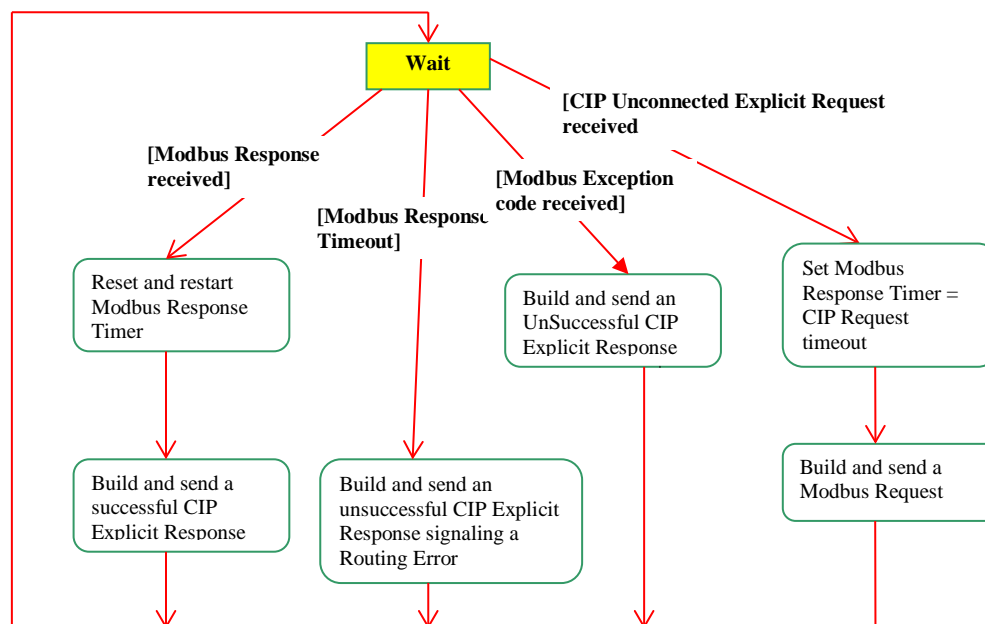 Wait
[CIP Unconnected Explicit Request
received
[Modbus Response
received]
[Modbus Exception
code received]
[Modbus Response
Timeout]
Reset and restart
Modbus Response
Timer
Build and send an
UnSuccessful CIP
Explicit Response
Set Modbus
Response Timer =
CIP Request
timeout
Build and send a
successful CIP
Explicit Response
Build and send an
unsuccessful CIP Explicit
Response signaling a
Routing Error
Build and send a
Modbus Request